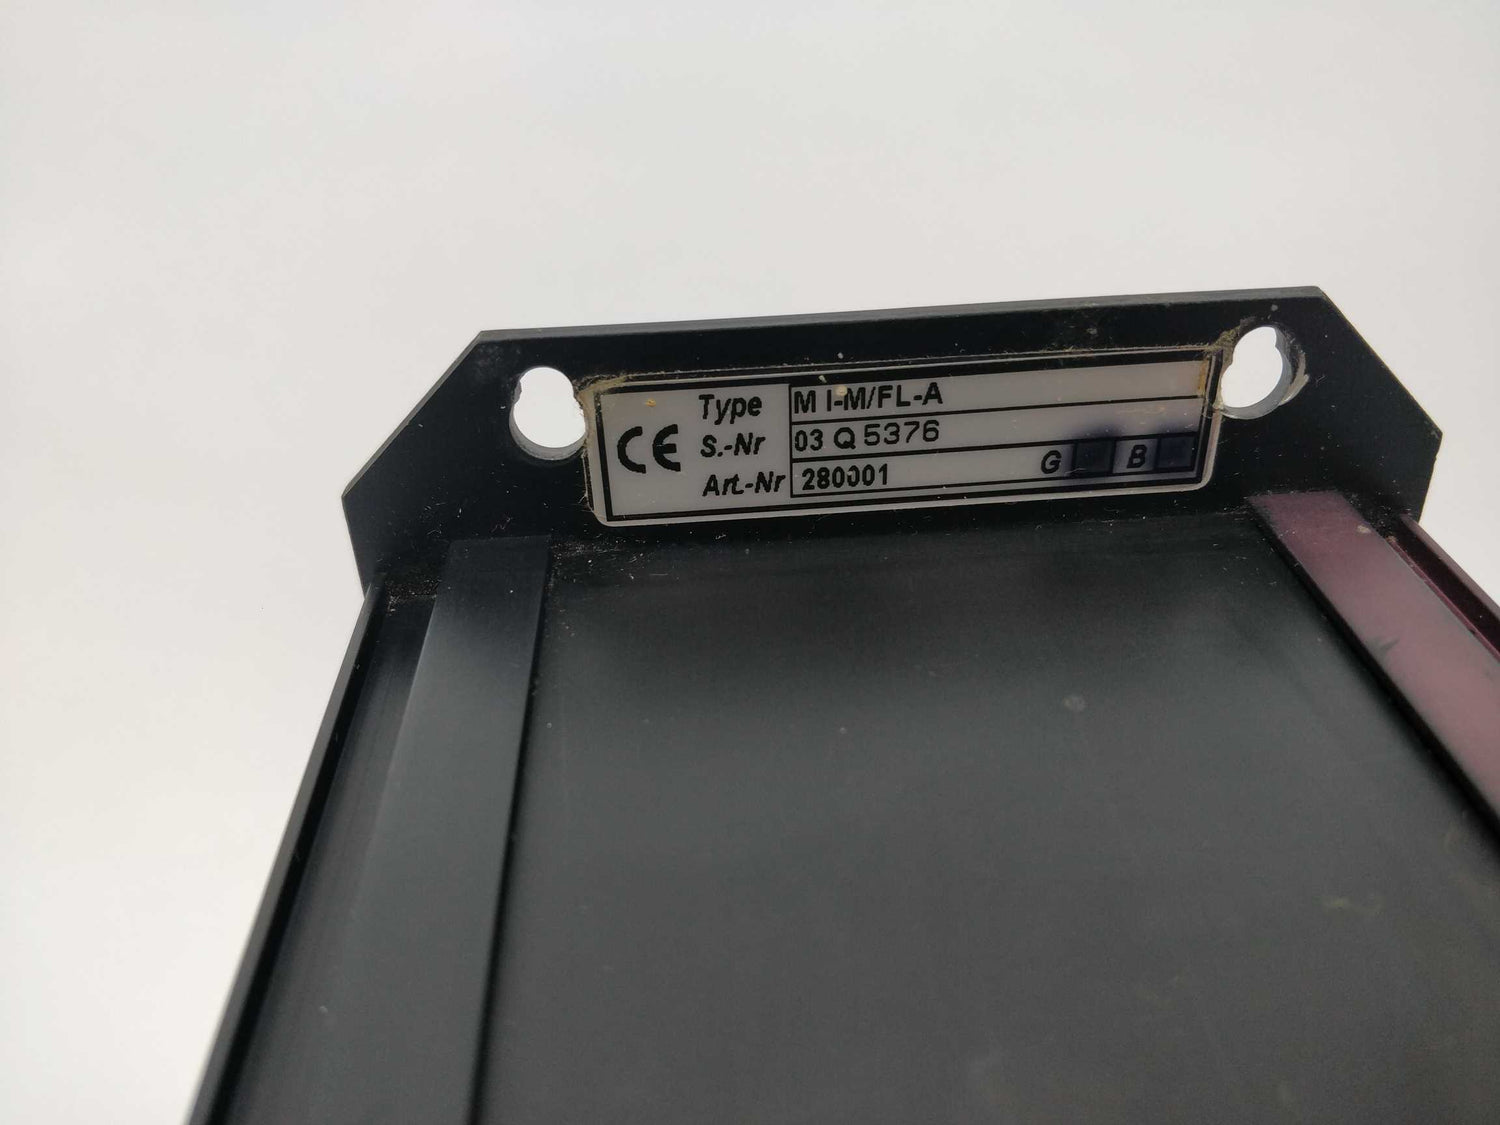 CE Type M I-M/FL-A
S.-Nr 03 Q 5376
Art.-Nr 280001 G B